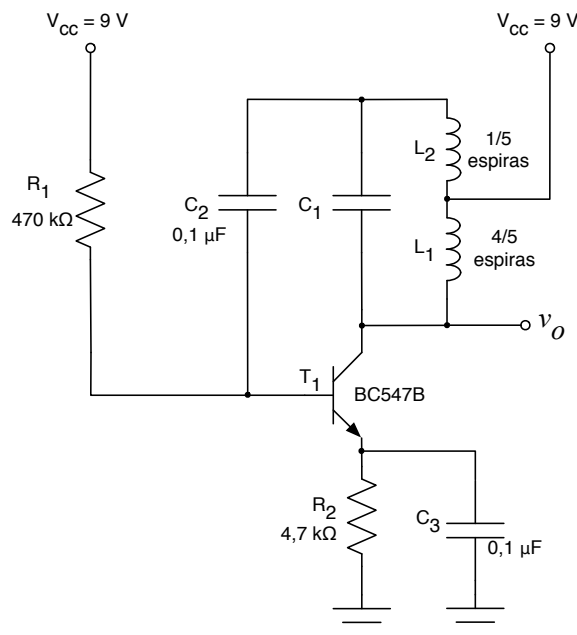 V_CC = 9 V
V_CC = 9 V
R_1
470 kΩ
C_2
0,1 µF
C_1
L_2
1/5
espiras
L_1
4/5
espiras
v_O
T_1
BC547B
R_2
4,7 kΩ
C_3
0,1 µF